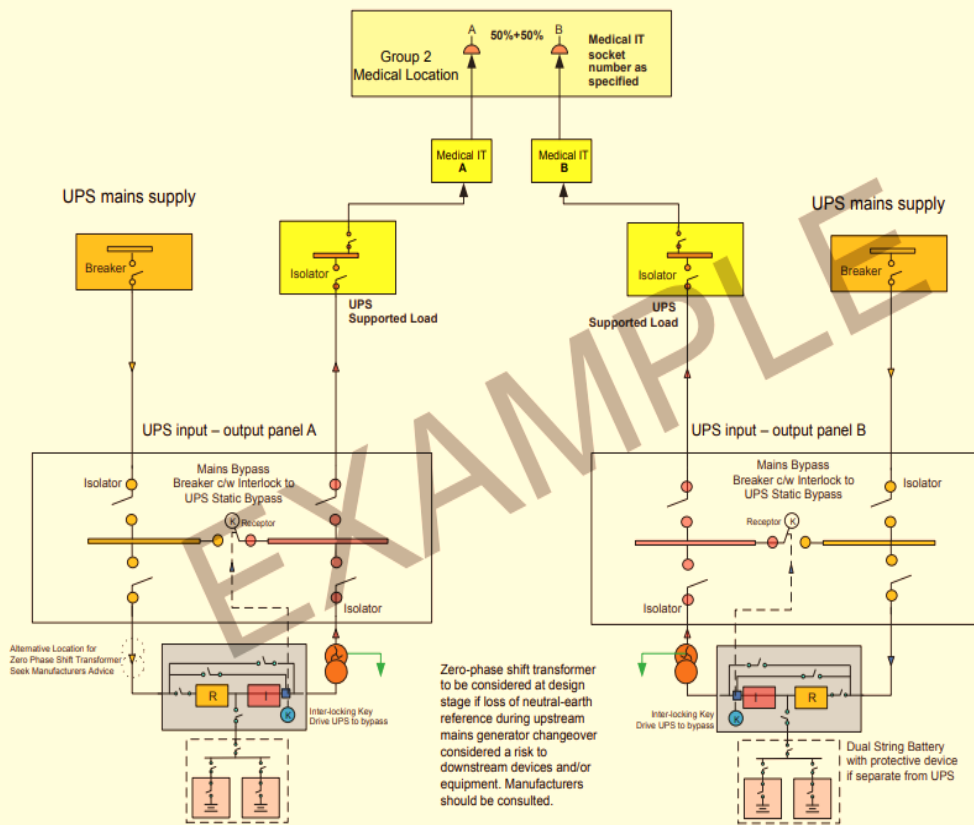 A
50%+50%
B
Group 2
Medical Location
Medical IT
socket
number as
specified
Medical IT
A
Medical IT
B
UPS mains supply
UPS mains supply
Breaker
Isolator
Isolator
Breaker
UPS
Supported Load
UPS
Supported Load
EXAMPLE
UPS input – output panel A
UPS input – output panel B
Isolator
Mains Bypass
Breaker c/w Interlock to
UPS Static Bypass
K
Receptor
Isolator
Mains Bypass
Breaker c/w Interlock to
UPS Static Bypass
K
Receptor
Isolator
Isolator
Alternative Location for
Zero Phase Shift Transformer
Seek Manufacturers Advice
R
I
K
Inter-locking Key
Drive UPS to bypass
Zero-phase shift transformer
to be considered at design
stage if loss of neutral-earth
reference during upstream
mains generator changeover
considered a risk to
downstream devices and/or
equipment. Manufacturers
should be consulted.
I
R
K
Inter-locking Key
Drive UPS to bypass
Dual String Battery
with protective device
if separate from UPS